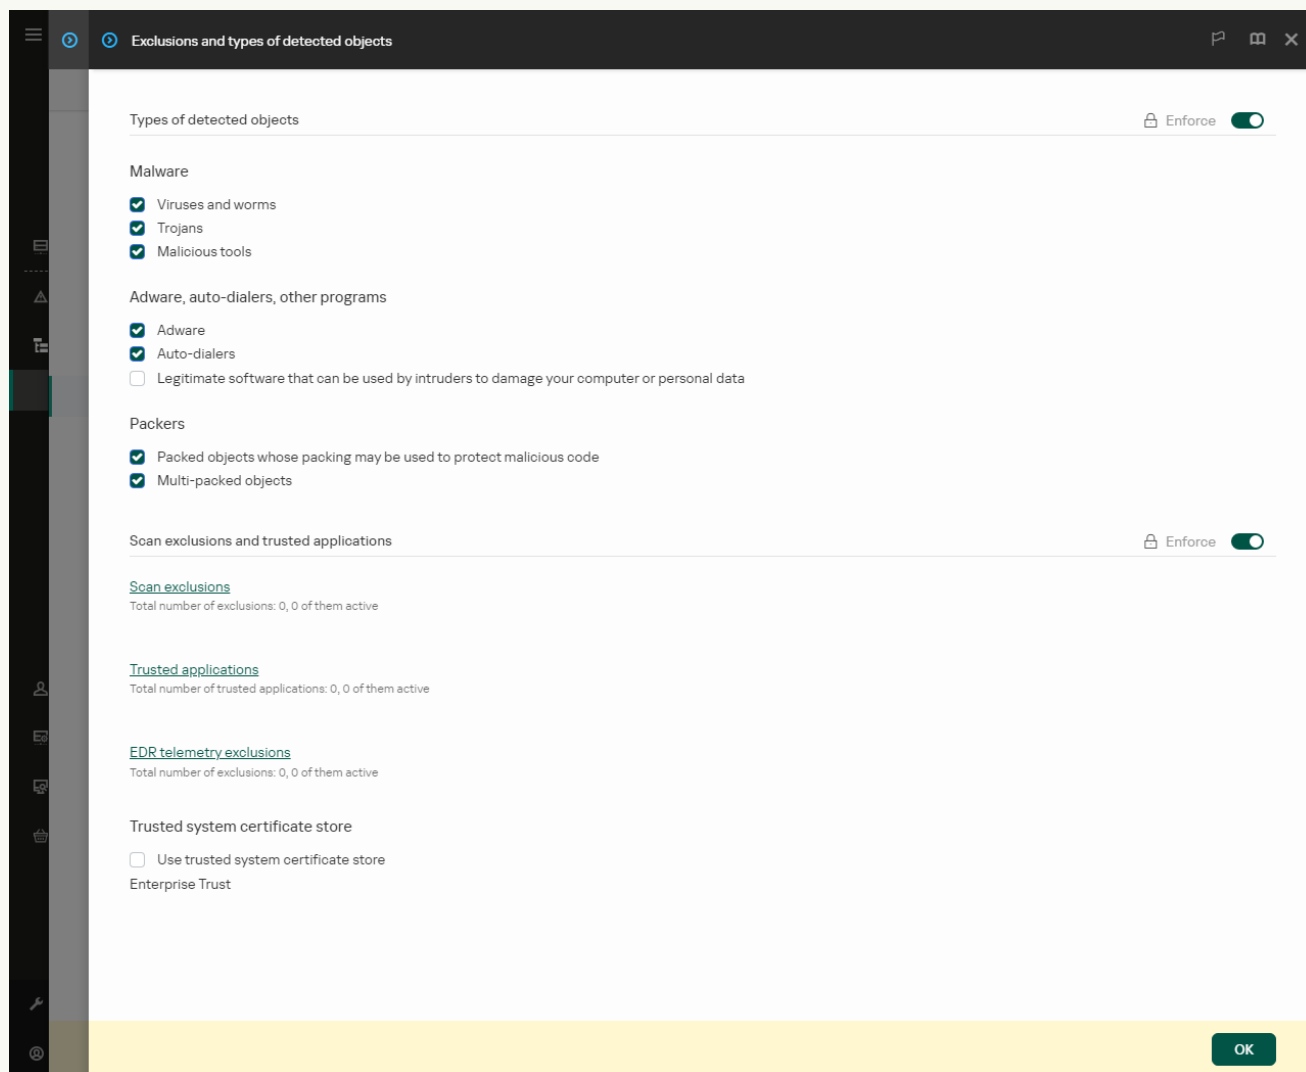 Exclusions and types of detected objects
Types of detected objects
Enforce
Malware
Viruses and worms
Trojans
Malicious tools
Adware, auto-dialers, other programs
Adware
Auto-dialers
Legitimate software that can be used by intruders to damage your computer or personal data
Packers
Packed objects whose packing may be used to protect malicious code
Multi-packed objects
Scan exclusions and trusted applications
Enforce
Scan exclusions
Total number of exclusions: 0, 0 of them active
Trusted applications
Total number of trusted applications: 0, 0 of them active
EDR telemetry exclusions
Total number of exclusions: 0, 0 of them active
Trusted system certificate store
Use trusted system certificate store
Enterprise Trust
OK